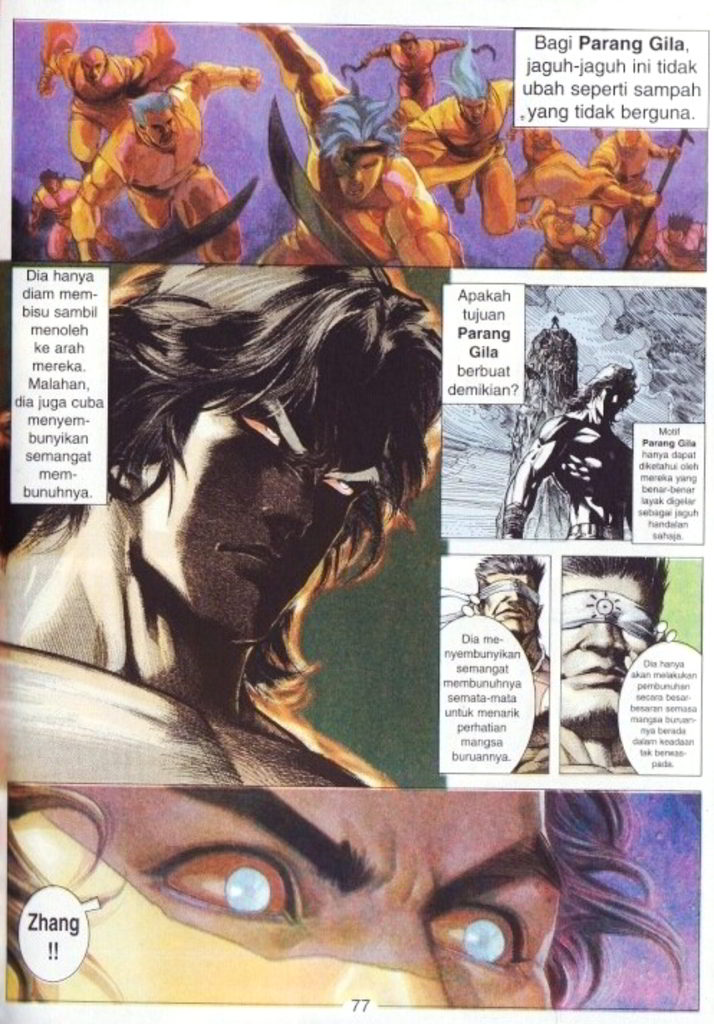 Bagi Parang Gila,
jaguh-jaguh ini tidak
ubah seperti sampah
yang tidak berguna.
Dia hanya
diam mem-
bisu sambil
menoleh
ke arah
mereka.
Malahan,
dia juga cuba
menyem-
bunyikan
semangat
mem-
bunuhnya.
Apakah
tujuan
Parang
Gila
berbuat
demikian?
Motif
Parang Gila
hanya dapat
diketahui oleh
mereka yang
benar-benar
layak digelar
sebagai jaguh
handalan
sahaja.
Dia me-
nyembunyikan
semangat
membunuhnya
semata-mata
untuk menarik
perhatian
mangsa
buruannya.
Dia hanya
akan melakukan
pembunuhan
secara besar-
besaran semasa
mangsa buruan-
nya berada
dalam keadaan
tak berwas-
pada.
Zhang
!!
77